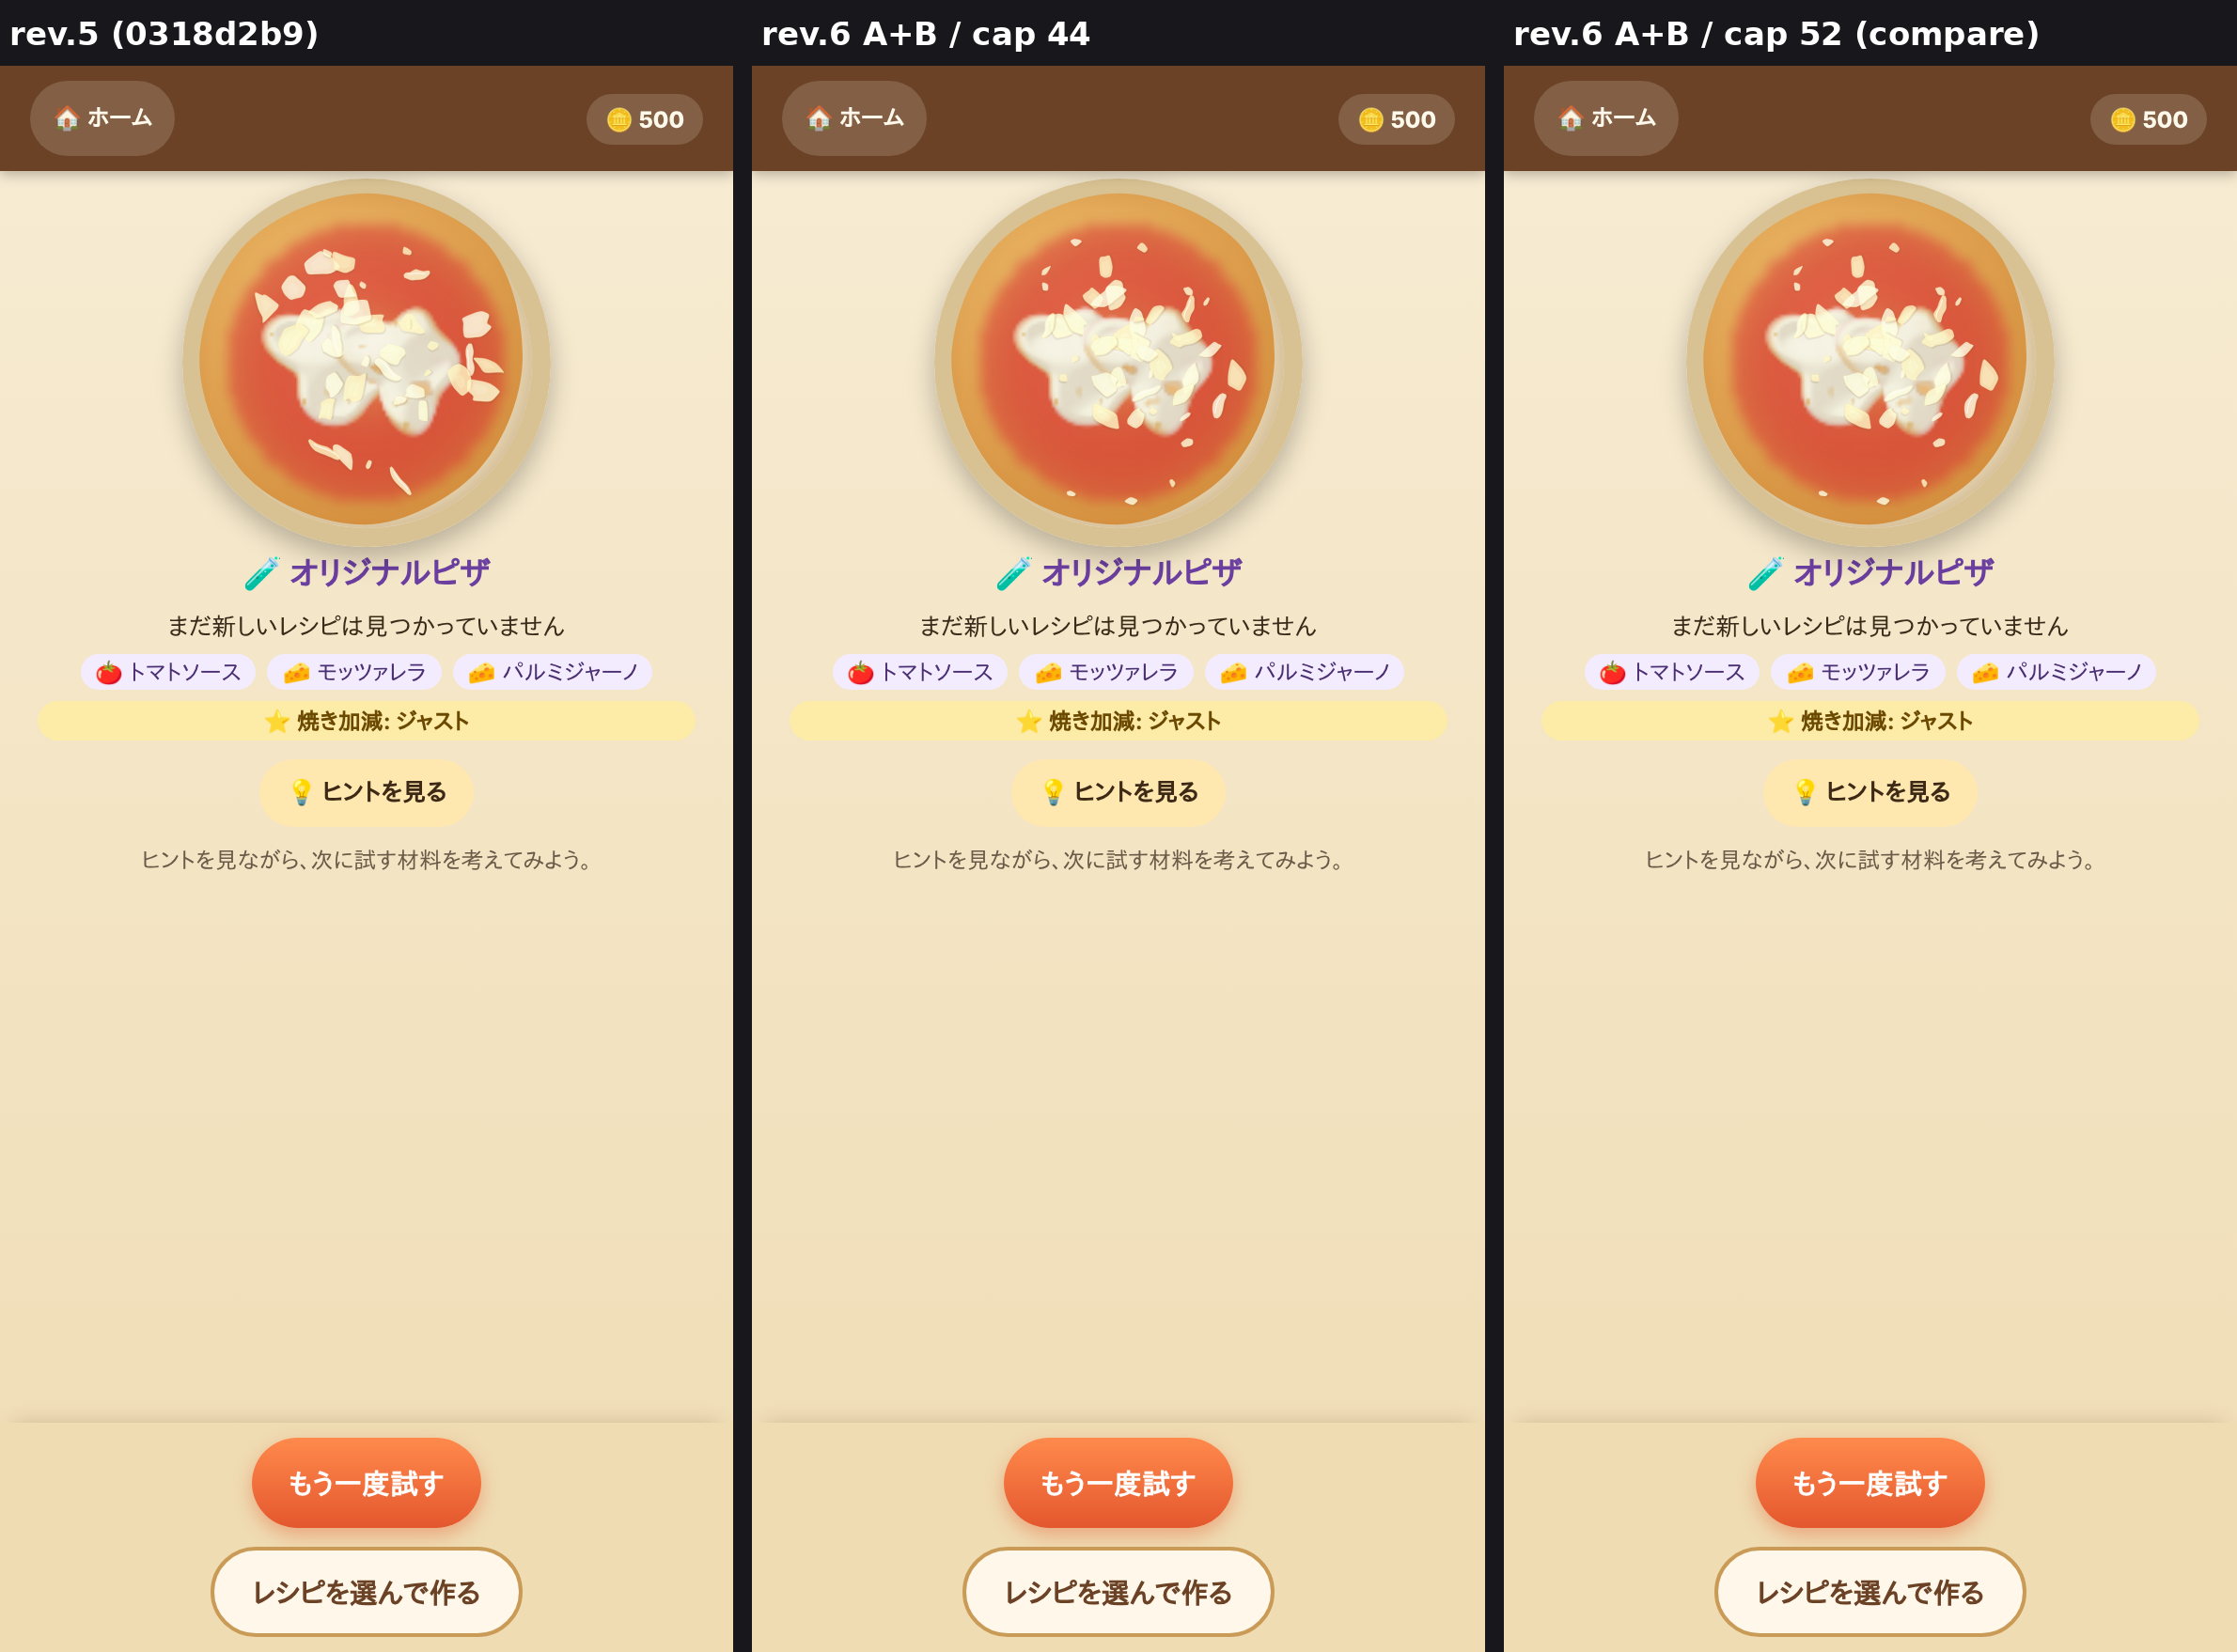 rev.5 (0318d2b9)
ホーム
500
オリジナルピザ
まだ新しいレシピは見つかっていません
トマトソース モッツァレラ パルミジャーノ
焼き加減: ジャスト
ヒントを見る
ヒントを見ながら、次に試す材料を考えてみよう。
もう一度試す
レシピを選んで作る
rev.6 A+B / cap 44
ホーム
500
オリジナルピザ
まだ新しいレシピは見つかっていません
トマトソース モッツァレラ パルミジャーノ
焼き加減: ジャスト
ヒントを見る
ヒントを見ながら、次に試す材料を考えてみよう。
もう一度試す
レシピを選んで作る
rev.6 A+B / cap 52 (compare)
ホーム
500
オリジナルピザ
まだ新しいレシピは見つかっていません
トマトソース モッツァレラ パルミジャーノ
焼き加減: ジャスト
ヒントを見る
ヒントを見ながら、次に試す材料を考えてみよう。
もう一度試す
レシピを選んで作る